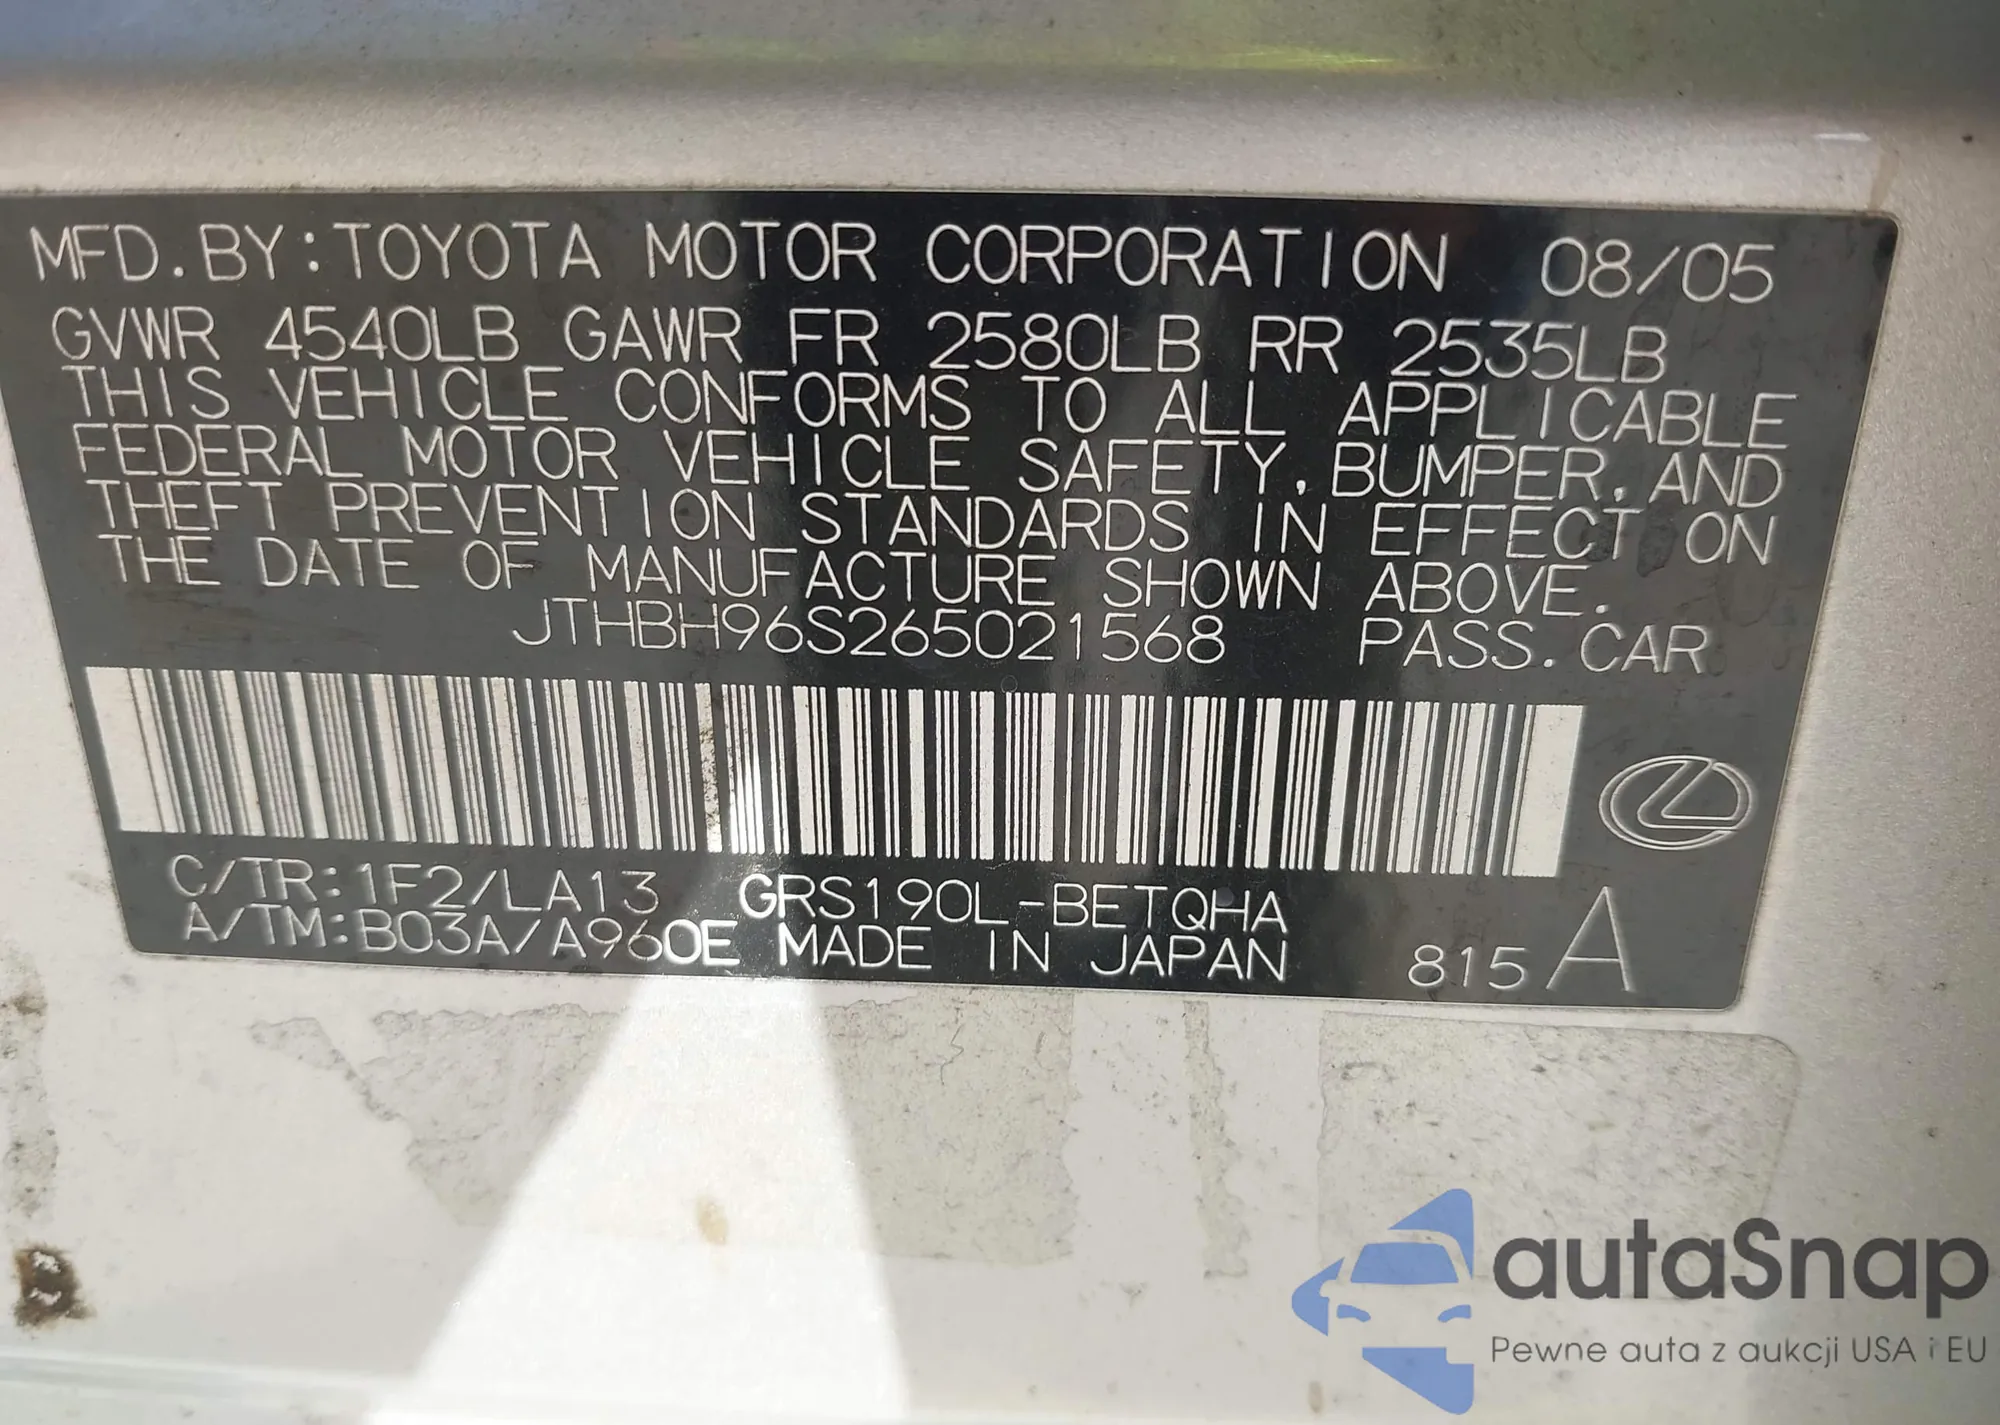 MFD.BY:TOYOTA MOTOR CORPORATION 08/05
GVWR 4540LB GAWR FR 2580LB RR 2535LB
THIS VEHICLE CONFORMS TO ALL APPLICABLE
FEDERAL MOTOR VEHICLE SAFETY,BUMPER,AND
THEFT PREVENTION STANDARDS IN EFFECT ON
THE DATE OF MANUFACTURE SHOWN ABOVE.
JTHBH96S265021568 PASS.CAR
C/TR:1F2/LA13 GRS190L-BETQHA
A/TM:B03A/A960E MADE IN JAPAN 815 A
autaSnap
Pewne auta z aukcji USA i EU